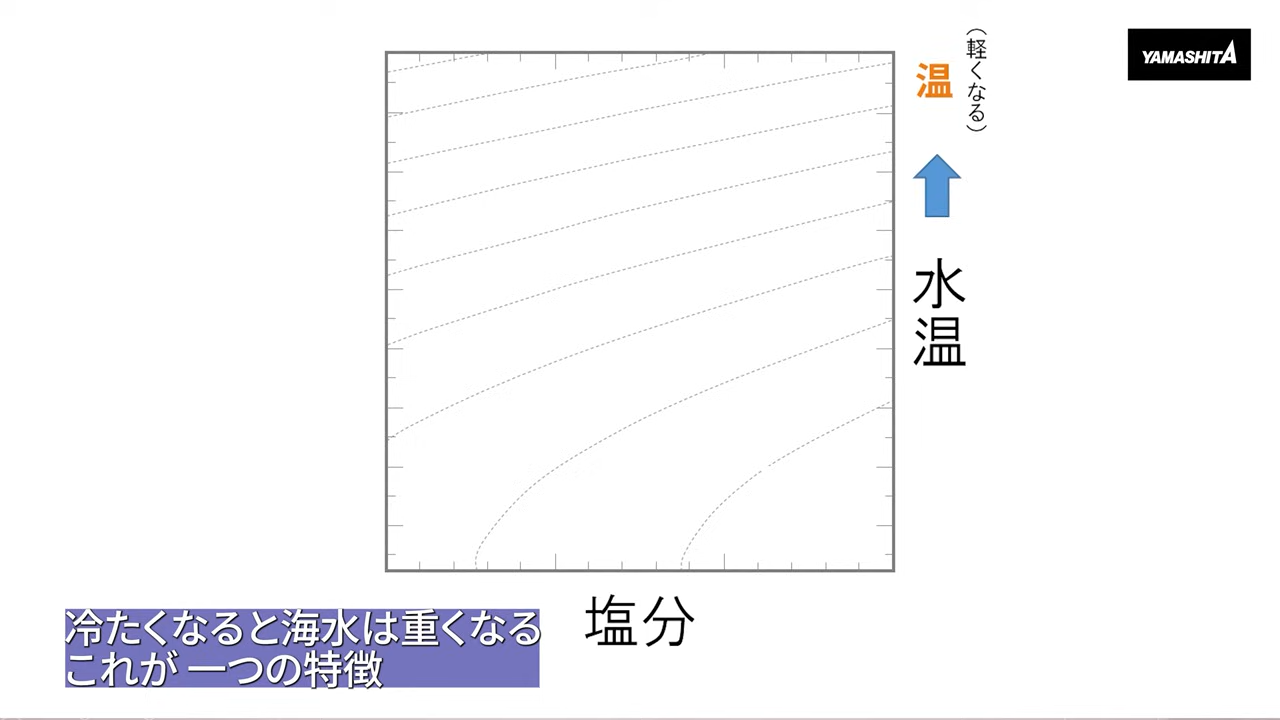 （軽くなる）
温
YAMASHITA
水温
塩分
冷たくなると海水は重くなる
これが 一つの特徴